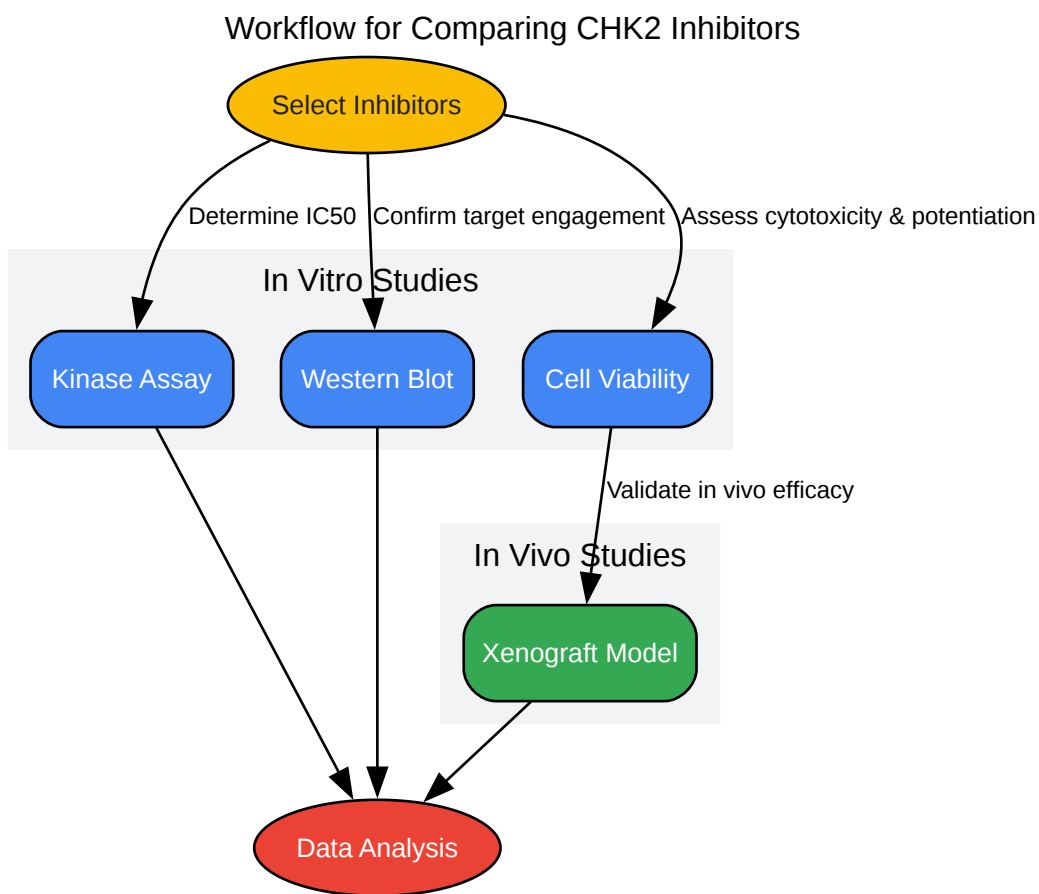 Workflow for Comparing CHK2 Inhibitors
Select Inhibitors
Determine IC50
Confirm target engagement
Assess cytotoxicity & potentiation
In Vitro Studies
Kinase Assay
Western Blot
Cell Viability
Validate in vivo efficacy
In Vivo Studies
Xenograft Model
Data Analysis